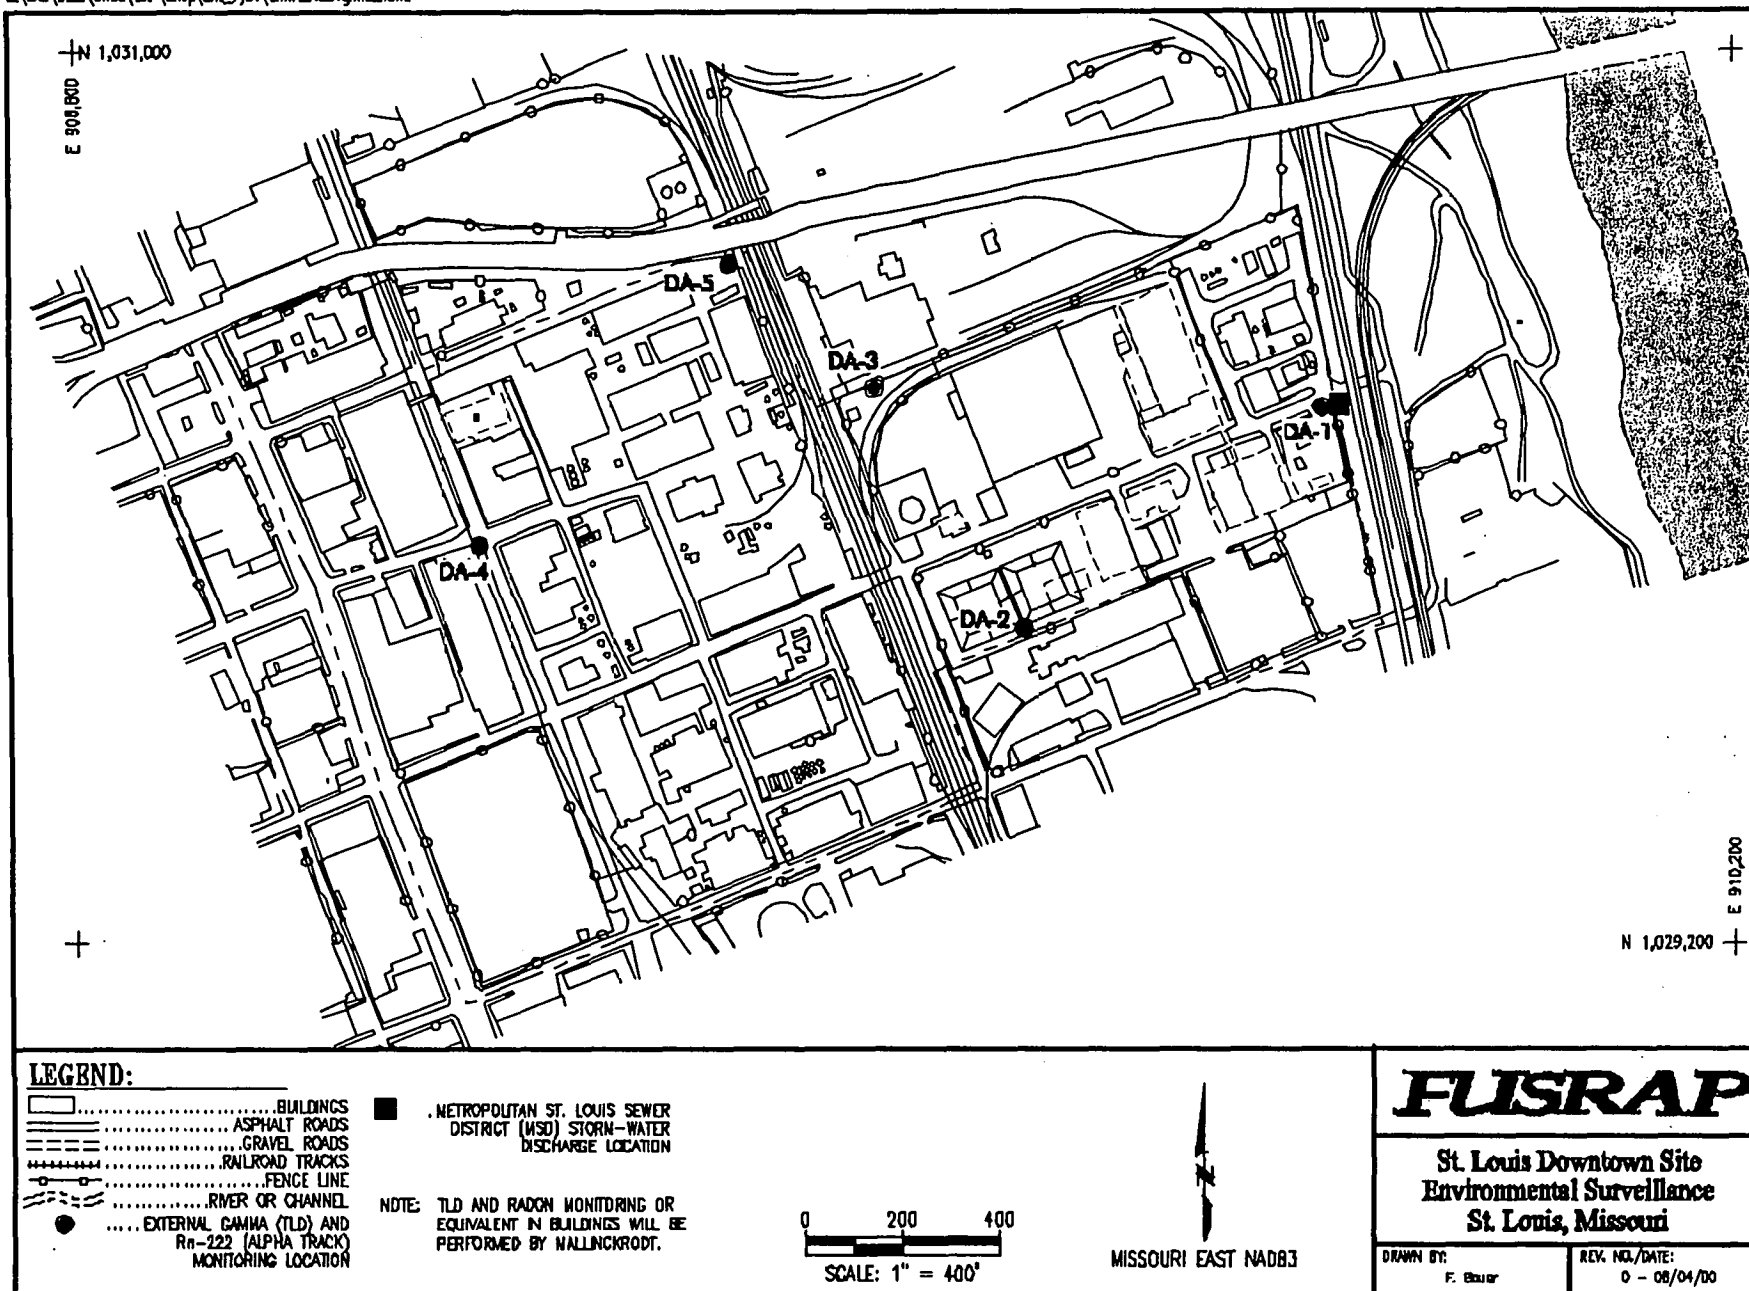 N 1,031,000
E 908,800
DA-5
DA-3
DA-1
DA-4
DA-2
E 910,200
N 1,029,200
LEGEND:
BUILDINGS
ASPHALT ROADS
GRAVEL ROADS
RAILROAD TRACKS
FENCE LINE
RIVER OR CHANNEL
EXTERNAL GAMMA (TLD) AND
Rn-222 (ALPHA TRACK)
MONITORING LOCATION
METROPOLITAN ST. LOUIS SEWER
DISTRICT (MSD) STORM-WATER
DISCHARGE LOCATION
NOTE: TLD AND RADON MONITORING OR
EQUIVALENT IN BUILDINGS WILL BE
PERFORMED BY MALLINCKRODT.
0 200 400
SCALE: 1" = 400'
MISSOURI EAST NAD83
FUSRAP
St. Louis Downtown Site
Environmental Surveillance
St. Louis, Missouri
DRAWN BY:
F. Bauer
REV. NO./DATE:
0 - 08/04/00